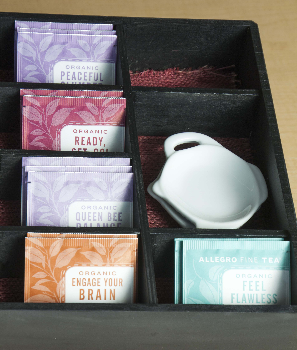 ORGANIC
PEACEFUL
ORGANIC
READY,
SET, GO!
ORGANIC
QUEEN BEE
BALANCE
ORGANIC
ENGAGE YOUR
BRAIN
ALLEGRO FINE TEA
ORGANIC
FEEL
FLAWLESS